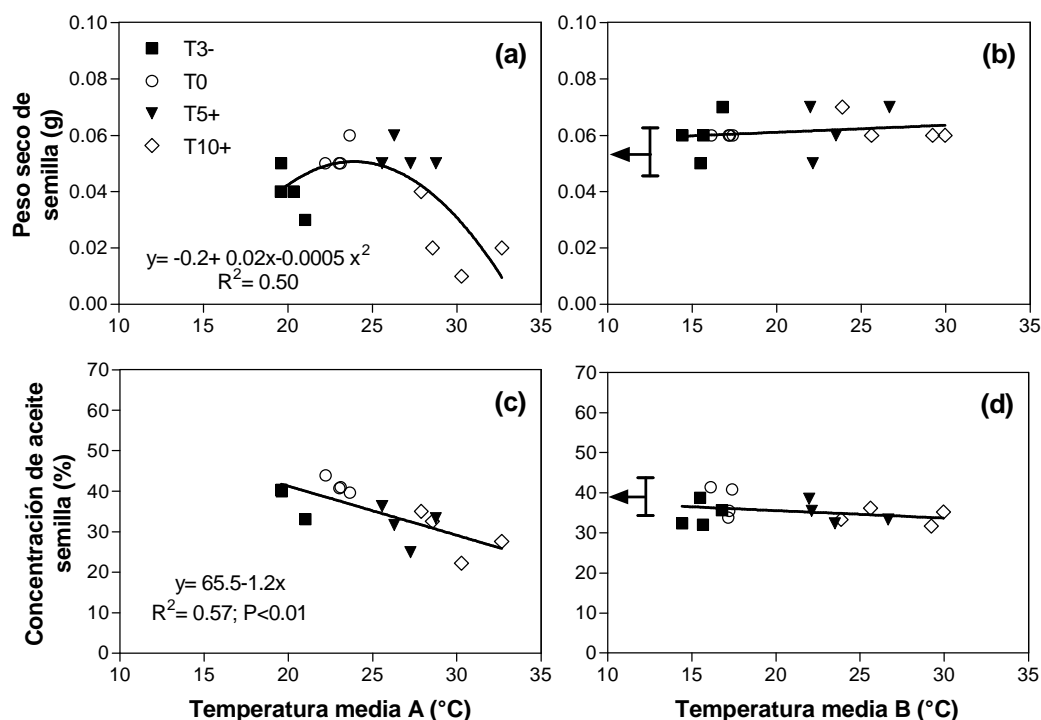 0.10
0.08
0.06
0.04
0.02
0.00
Peso seco de
semilla (g)
T3-
T0
T5+
T10+
(a)
y= -0.2+ 0.02x-0.0005 x²
R²= 0.50
10 15 20 25 30 35
0.10
0.08
0.06
0.04
0.02
0.00
(b)
10 15 20 25 30 35
70
60
50
40
30
20
10
0
Concentración de aceite
semilla (%)
(c)
y= 65.5-1.2x
R²= 0.57; P<0.01
10 15 20 25 30 35
Temperatura media A (°C)
70
60
50
40
30
20
10
0
(d)
10 15 20 25 30 35
Temperatura media B (°C)